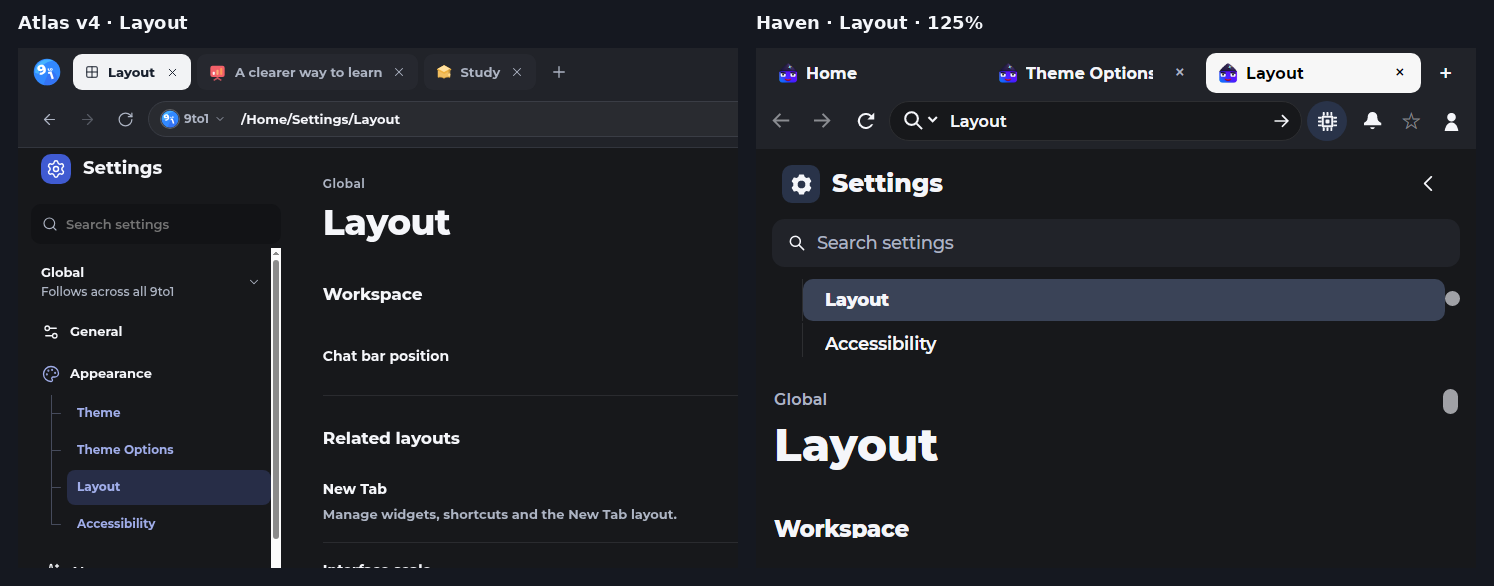 Atlas v4 · Layout
Layout
A clearer way to learn
Study
9to1
/Home/Settings/Layout
Settings
Search settings
Global
Follows across all 9to1
General
Appearance
Theme
Theme Options
Layout
Accessibility
Global
Layout
Workspace
Chat bar position
Related layouts
New Tab
Manage widgets, shortcuts and the New Tab layout.
Interface scale
Haven · Layout · 125%
Home
Theme Options
Layout
Layout
Settings
Search settings
Layout
Accessibility
Global
Layout
Workspace